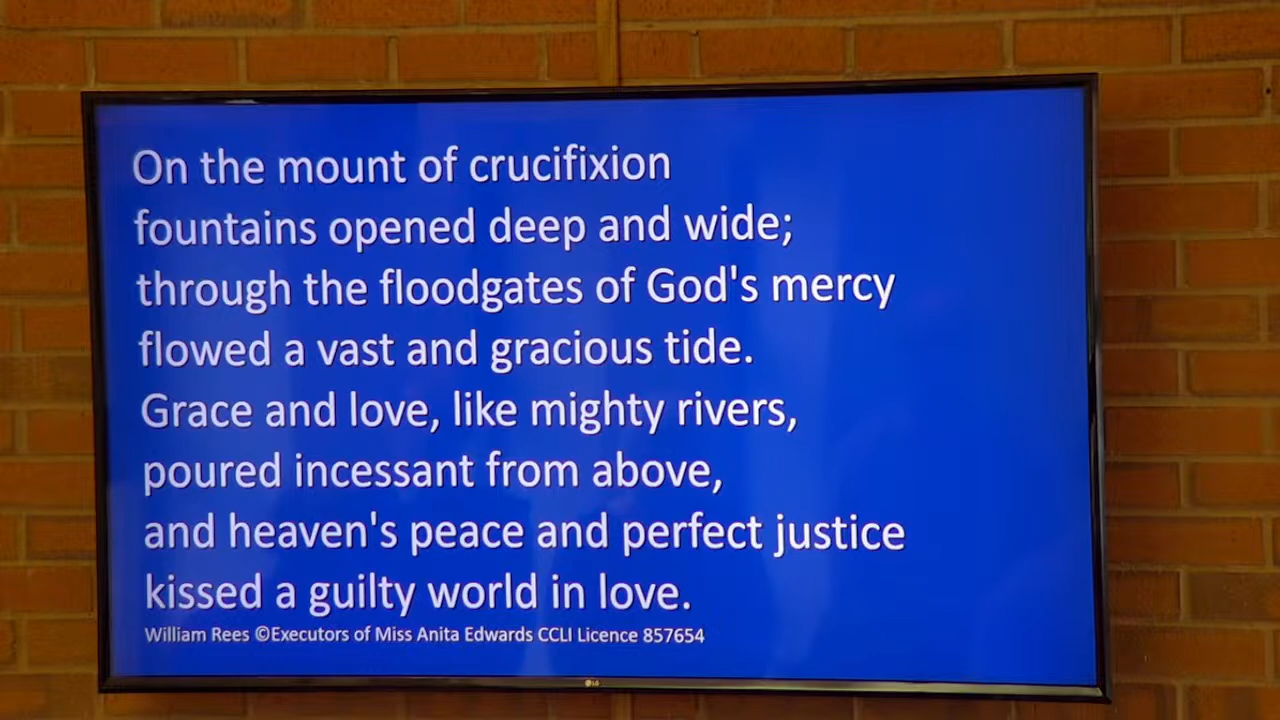 On the mount of crucifixion
fountains opened deep and wide;
through the floodgates of God's mercy
flowed a vast and gracious tide.
Grace and love, like mighty rivers,
poured incessant from above,
and heaven's peace and perfect justice
kissed a guilty world in love.
William Rees ©Executors of Miss Anita Edwards CCLI Licence 857654
LG